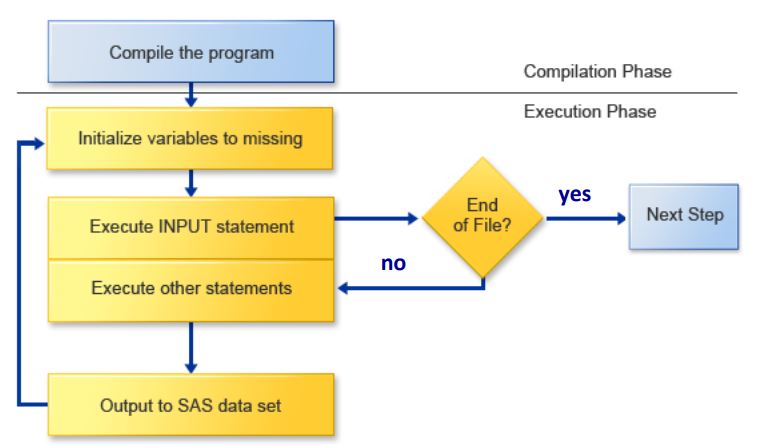 Compile the program
Compilation Phase
Execution Phase
Initialize variables to missing
Execute INPUT statement
End
of File?
yes
Next Step
no
Execute other statements
Output to SAS data set